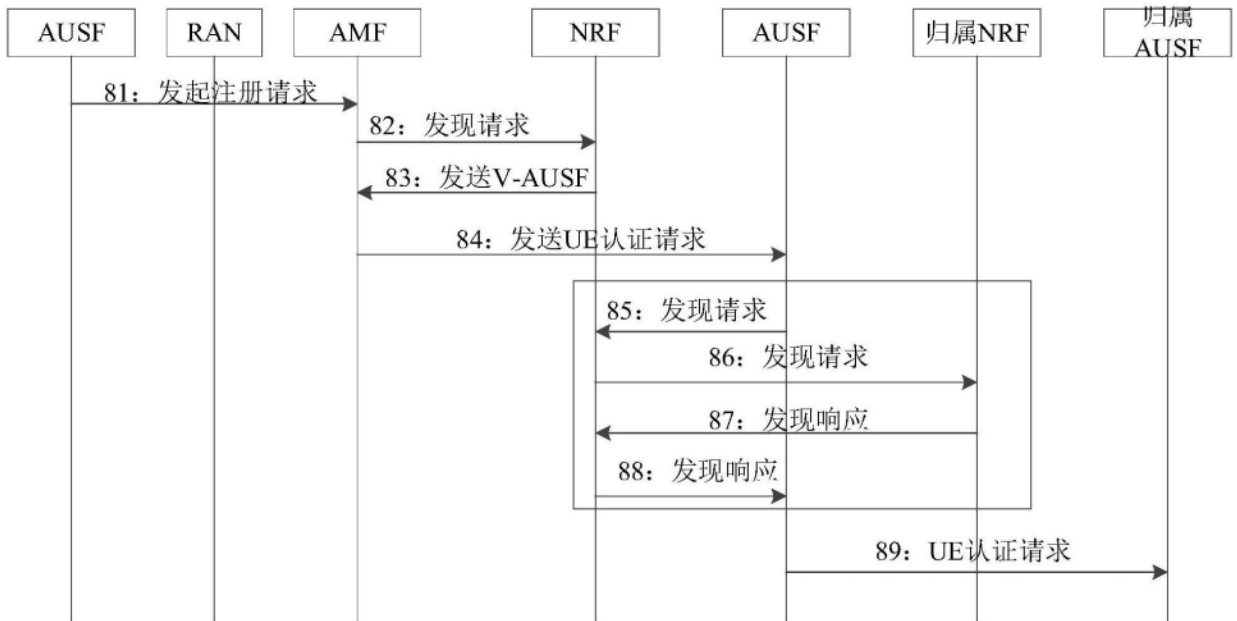 AUSF
RAN
AMF
NRF
AUSF
归属NRF
归属
AUSF
81：发起注册请求
82：发现请求
83：发送V-AUSF
84：发送UE认证请求
85：发现请求
86：发现请求
87：发现响应
88：发现响应
89：UE认证请求